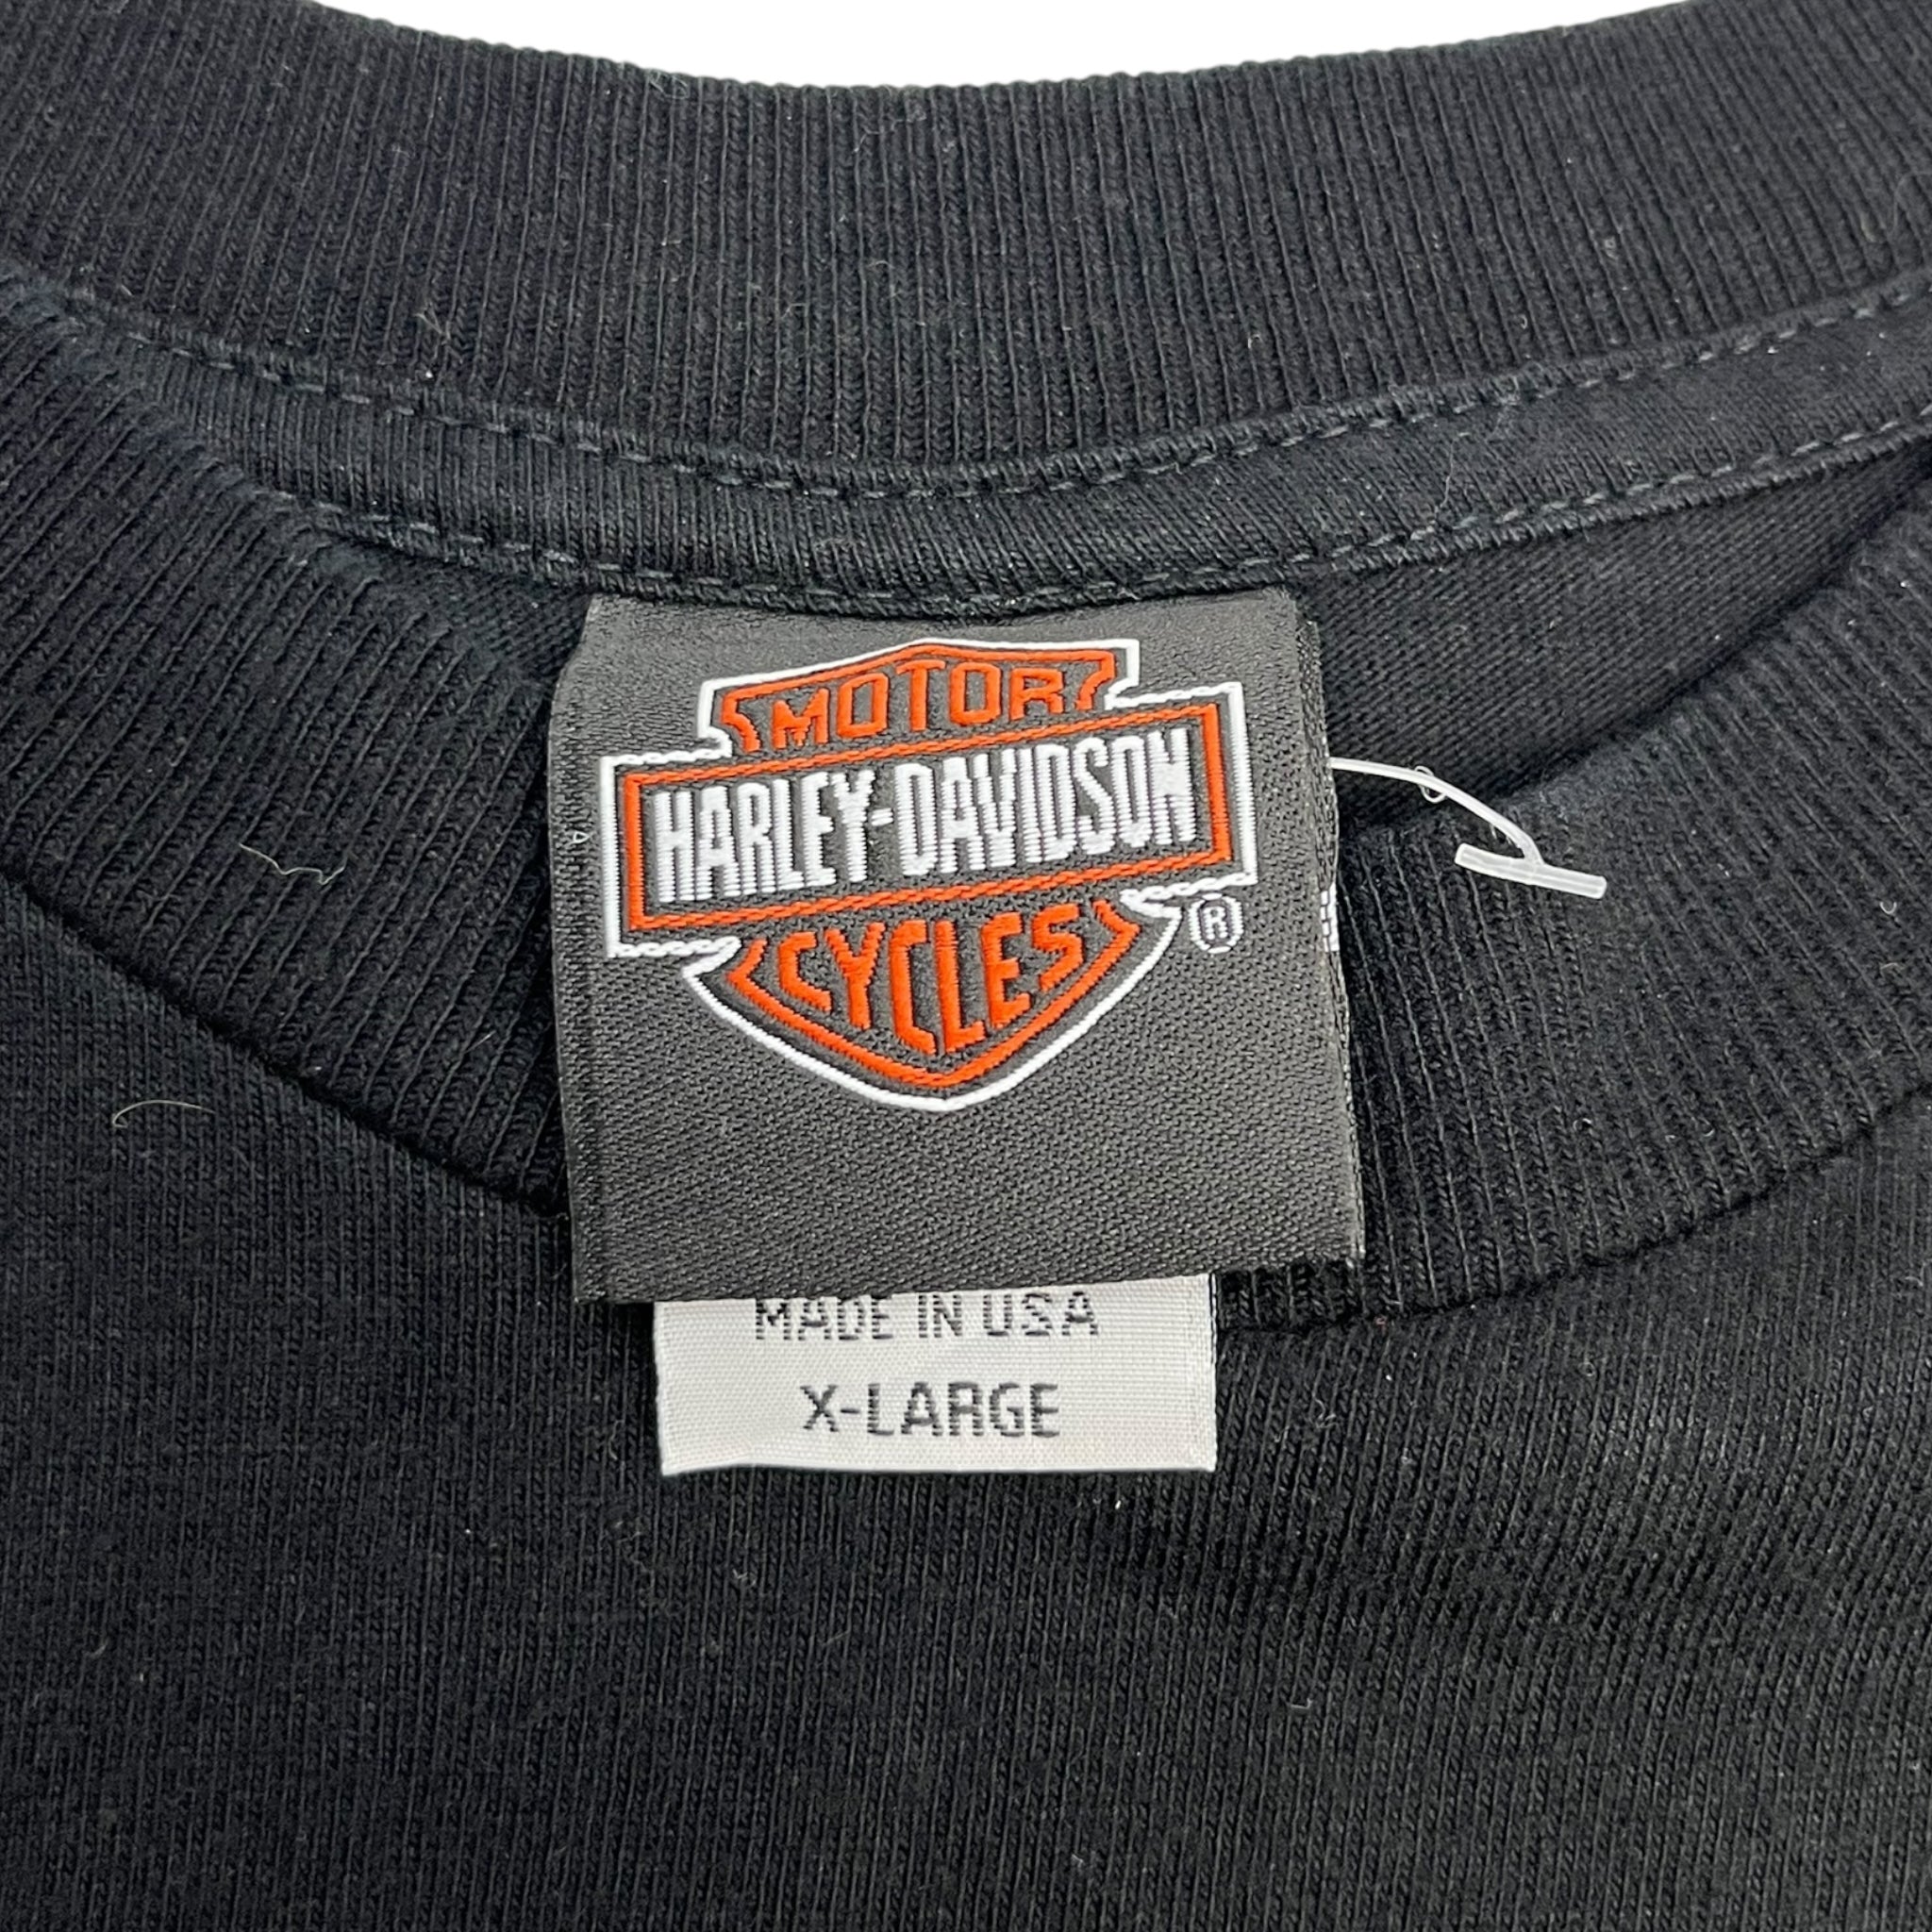 MOTOR
HARLEY-DAVIDSON
CYCLES
®
MADE IN USA
X-LARGE